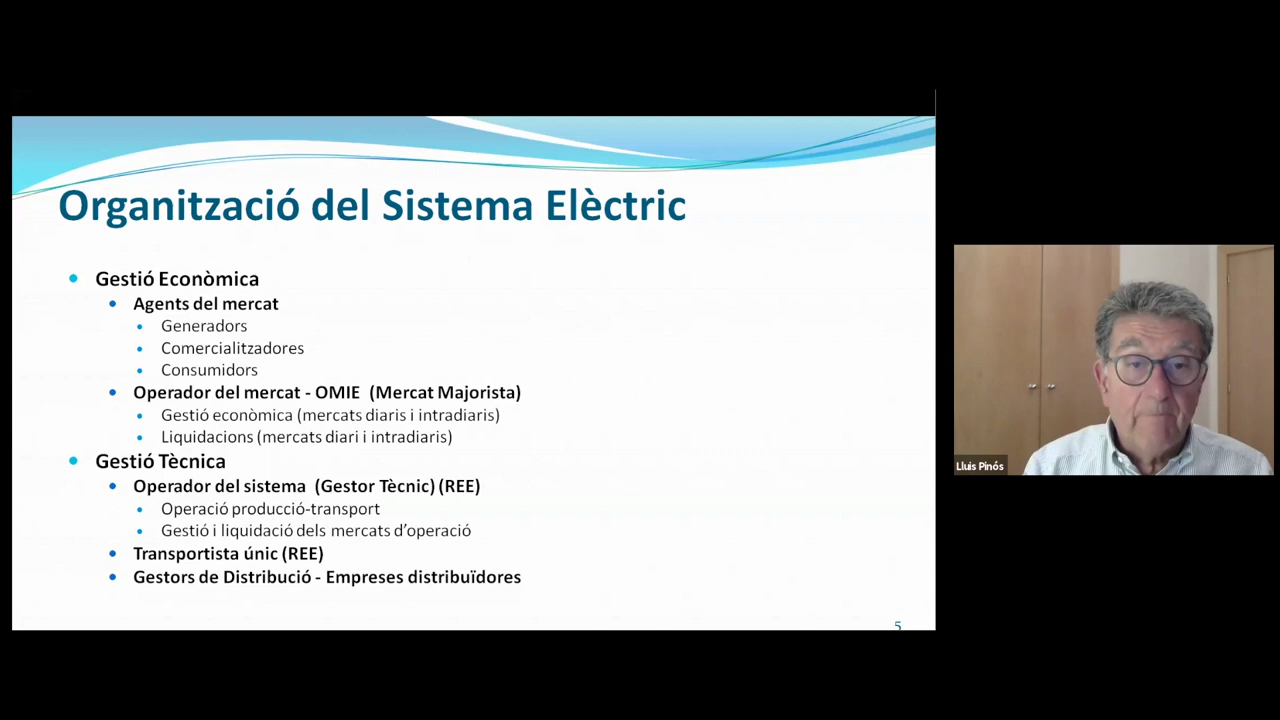 Organització del Sistema Elèctric
Gestió Econòmica
Agents del mercat
Generadors
Comercialitzadores
Consumidors
Operador del mercat - OMIE (Mercat Majorista)
Gestió econòmica (mercats diaris i intradiaris)
Liquidacions (mercats diari i intradiaris)
Gestió Tècnica
Operador del sistema (Gestor Tècnic) (REE)
Operació producció-transport
Gestió i liquidació dels mercats d’operació
Transportista únic (REE)
Gestors de Distribució - Empreses distribuïdores
5
Lluis Pinós